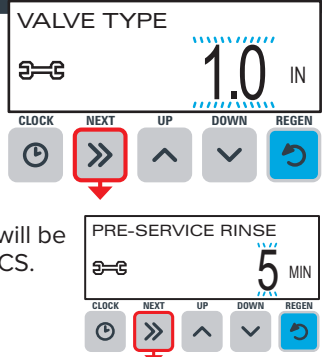 VALVE TYPE
1.0 IN
CLOCK NEXT UP DOWN REGEN
will be
CS.
PRE-SERVICE RINSE
5 MIN
CLOCK NEXT UP DOWN REGEN